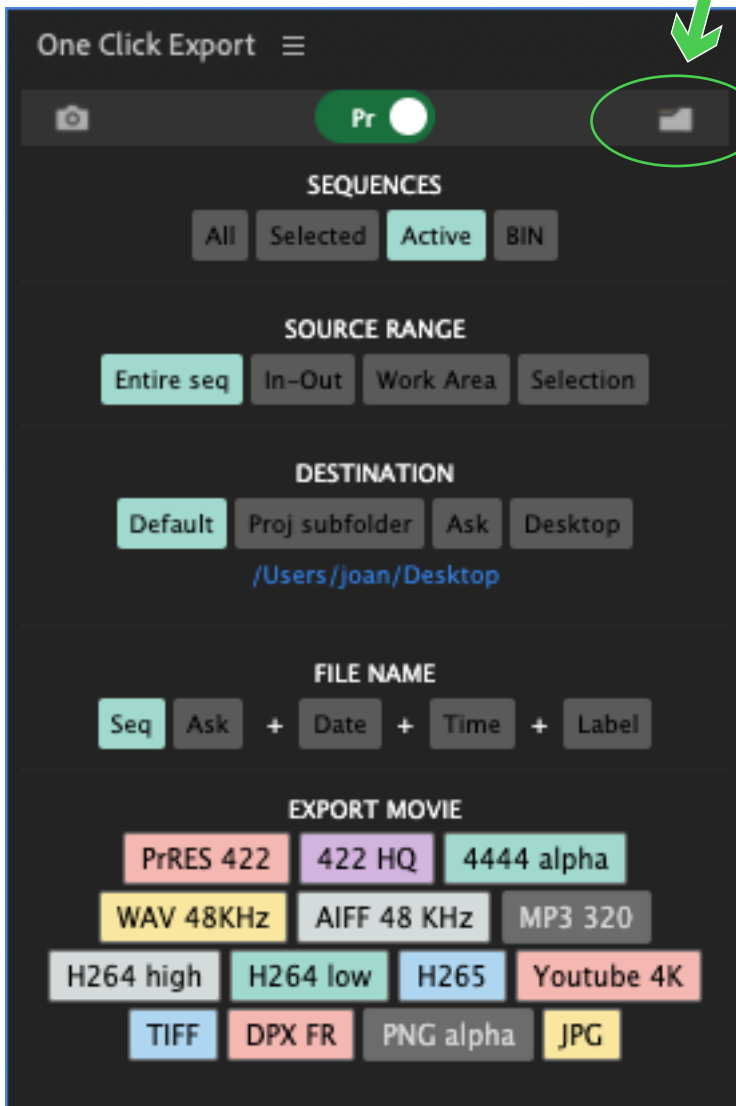 One Click Export
Pr
SEQUENCES
All Selected Active BIN
SOURCE RANGE
Entire seq In-Out Work Area Selection
DESTINATION
Default Proj subfolder Ask Desktop
/Users/joan/Desktop
FILE NAME
Seq Ask + Date + Time + Label
EXPORT MOVIE
PrRES 422 422 HQ 4444 alpha
WAV 48KHz AIFF 48 KHz MP3 320
H264 high H264 low H265 Youtube 4K
TIFF DPX FR PNG alpha JPG